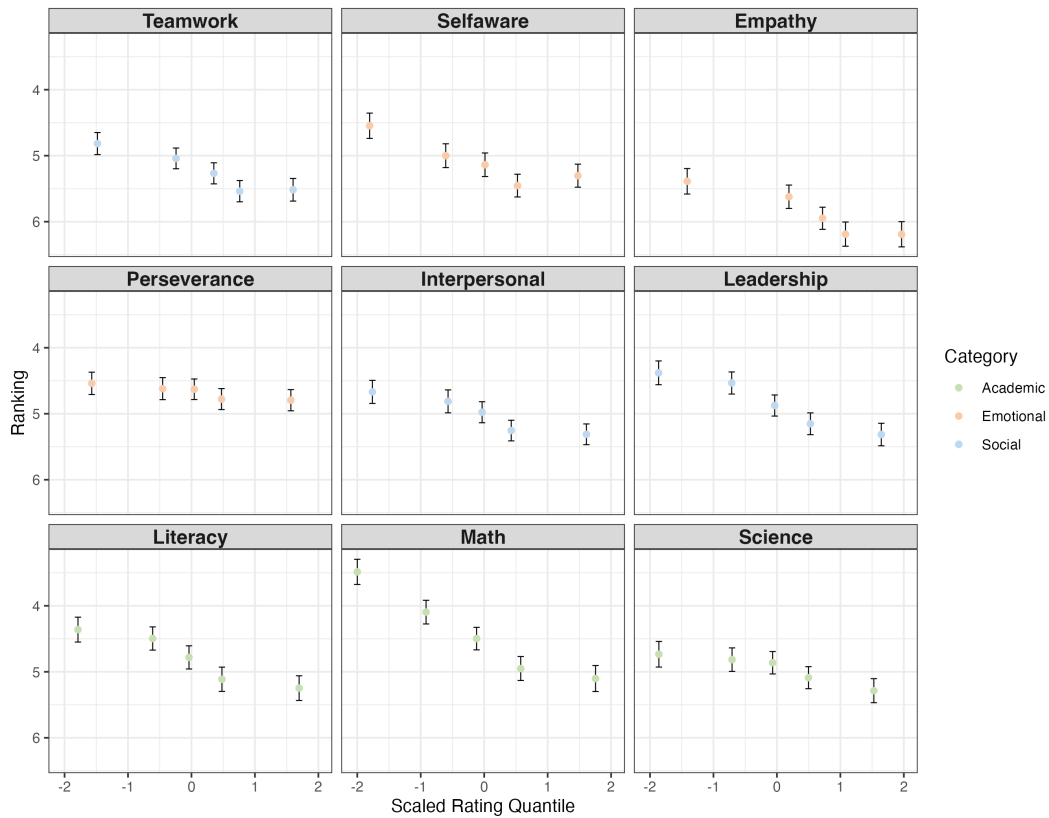 Teamwork Selfaware Empathy
4
5
6
Perseverance Interpersonal Leadership
4
5
6
Ranking
Literacy Math Science
4
5
6
-2 -1 0 1 2 -2 -1 0 1 2 -2 -1 0 1 2
Scaled Rating Quantile
Category
Academic
Emotional
Social